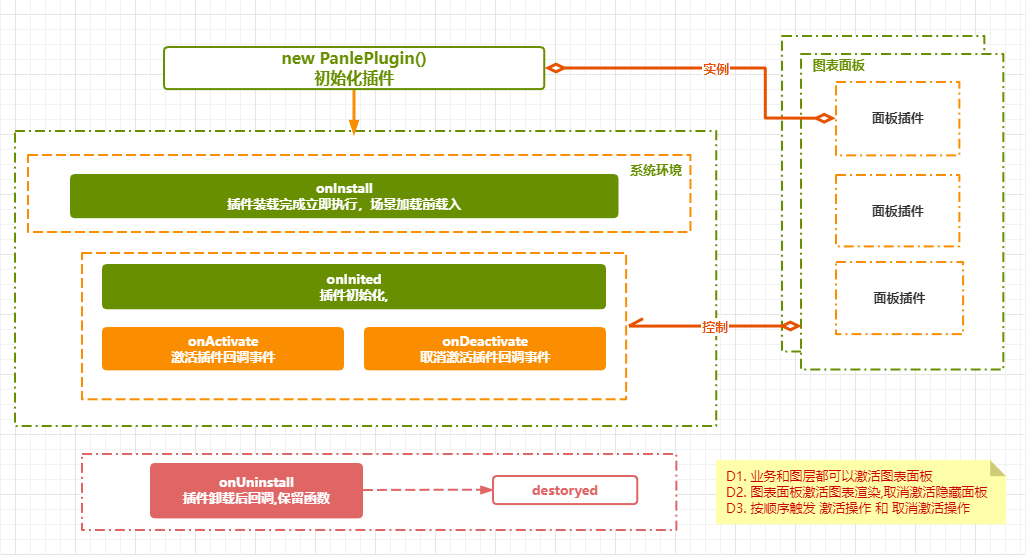 new PanlePlugin()
初始化插件
实例
图表面板
面板插件
面板插件
面板插件
系统环境
onInstall
插件装载完成立即执行，场景加载前载入
onInited
插件初始化,
onActivate
激活插件回调事件
onDeactivate
取消激活插件回调事件
控制
onUninstall
插件卸载后回调,保留函数
destoryed
D1. 业务和图层都可以激活图表面板
D2. 图表面板激活图表渲染,取消激活隐藏面板
D3. 按顺序触发 激活操作 和 取消激活操作